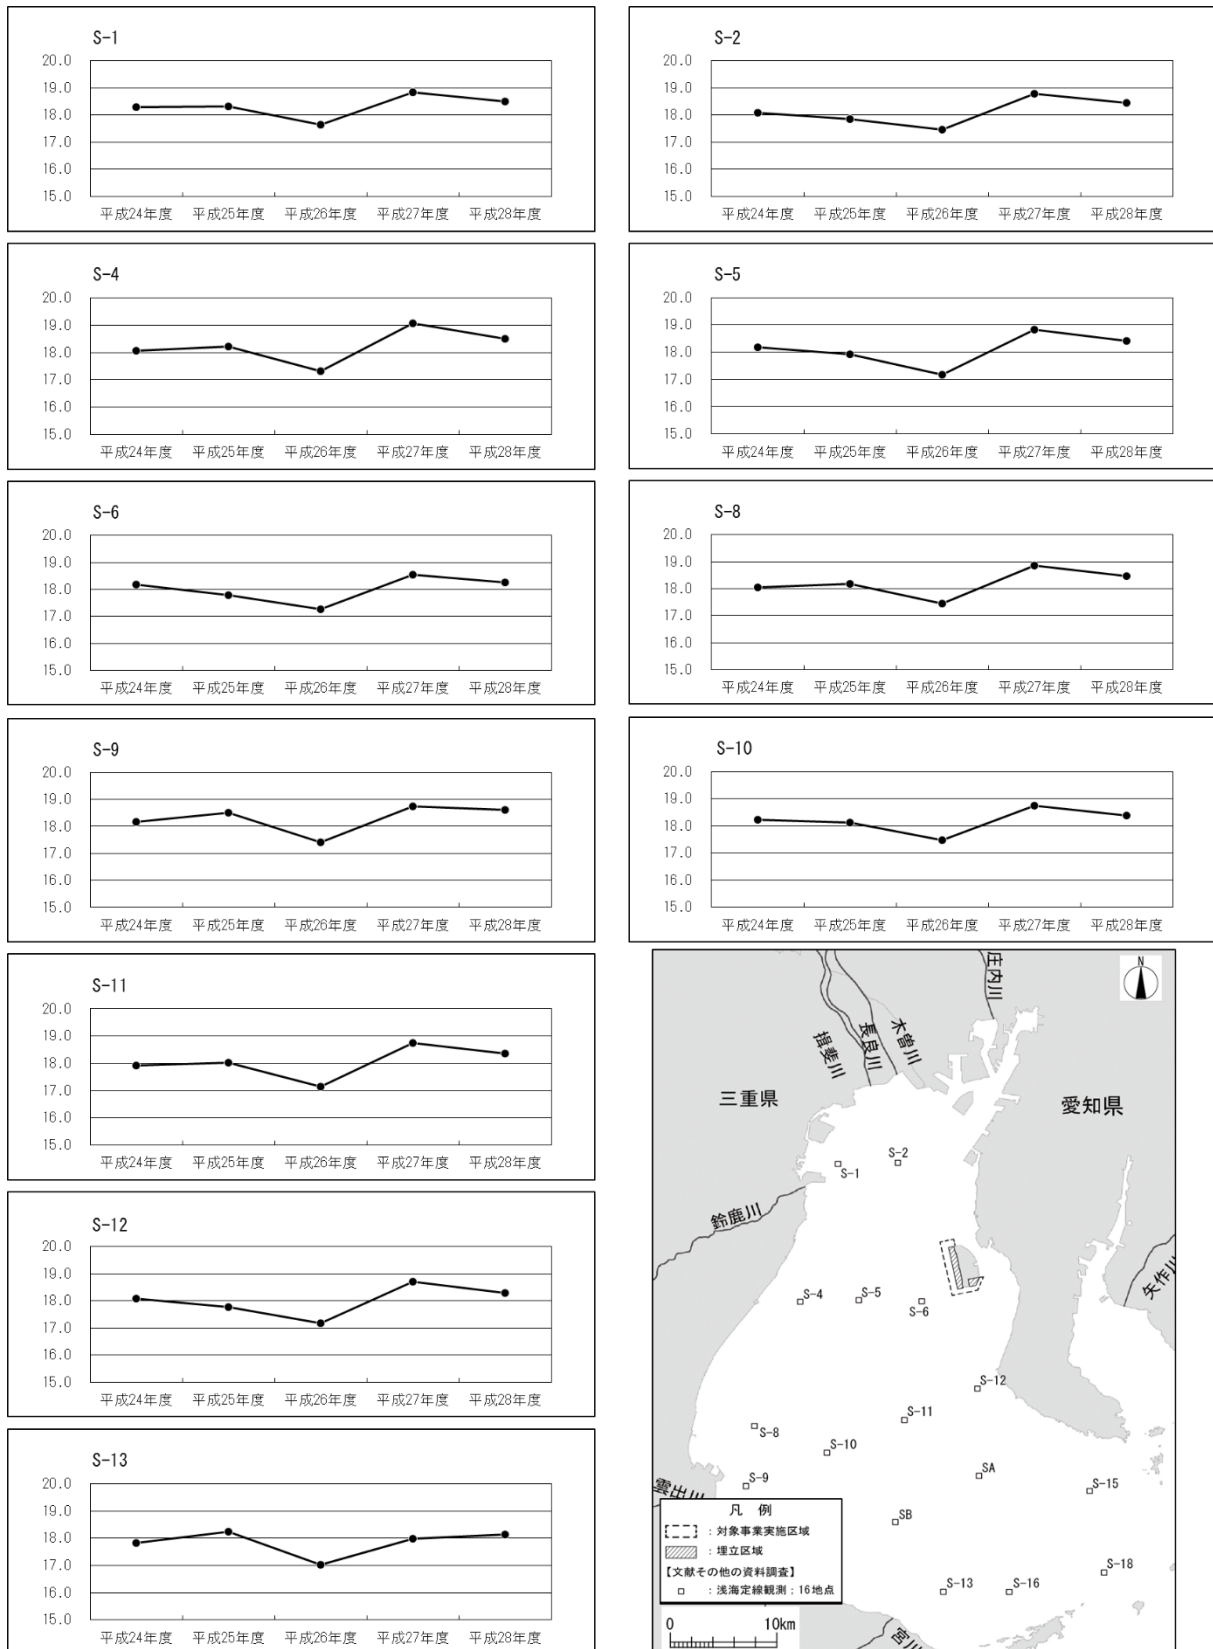 S-1
20.0
19.0
18.0
17.0
16.0
15.0
平成24年度 平成25年度 平成26年度 平成27年度 平成28年度
S-2
20.0
19.0
18.0
17.0
16.0
15.0
平成24年度 平成25年度 平成26年度 平成27年度 平成28年度
S-4
20.0
19.0
18.0
17.0
16.0
15.0
平成24年度 平成25年度 平成26年度 平成27年度 平成28年度
S-5
20.0
19.0
18.0
17.0
16.0
15.0
平成24年度 平成25年度 平成26年度 平成27年度 平成28年度
S-6
20.0
19.0
18.0
17.0
16.0
15.0
平成24年度 平成25年度 平成26年度 平成27年度 平成28年度
S-8
20.0
19.0
18.0
17.0
16.0
15.0
平成24年度 平成25年度 平成26年度 平成27年度 平成28年度
S-9
20.0
19.0
18.0
17.0
16.0
15.0
平成24年度 平成25年度 平成26年度 平成27年度 平成28年度
S-10
20.0
19.0
18.0
17.0
16.0
15.0
平成24年度 平成25年度 平成26年度 平成27年度 平成28年度
S-11
20.0
19.0
18.0
17.0
16.0
15.0
平成24年度 平成25年度 平成26年度 平成27年度 平成28年度
S-12
20.0
19.0
18.0
17.0
16.0
15.0
平成24年度 平成25年度 平成26年度 平成27年度 平成28年度
S-13
20.0
19.0
18.0
17.0
16.0
15.0
平成24年度 平成25年度 平成26年度 平成27年度 平成28年度
N
庄内川
木曽川
長良川
揖斐川
三重県
愛知県
S-1
S-2
鈴鹿川
矢作川
S-4
S-5
S-6
S-12
S-11
S-8
S-10
S-9
SA
S-15
雲出川
SB
S-18
S-13
S-16
宮川
凡 例
：対象事業実施区域
：埋立区域
【文献その他の資料調査】
：浅海定線観測：16地点
0 10km